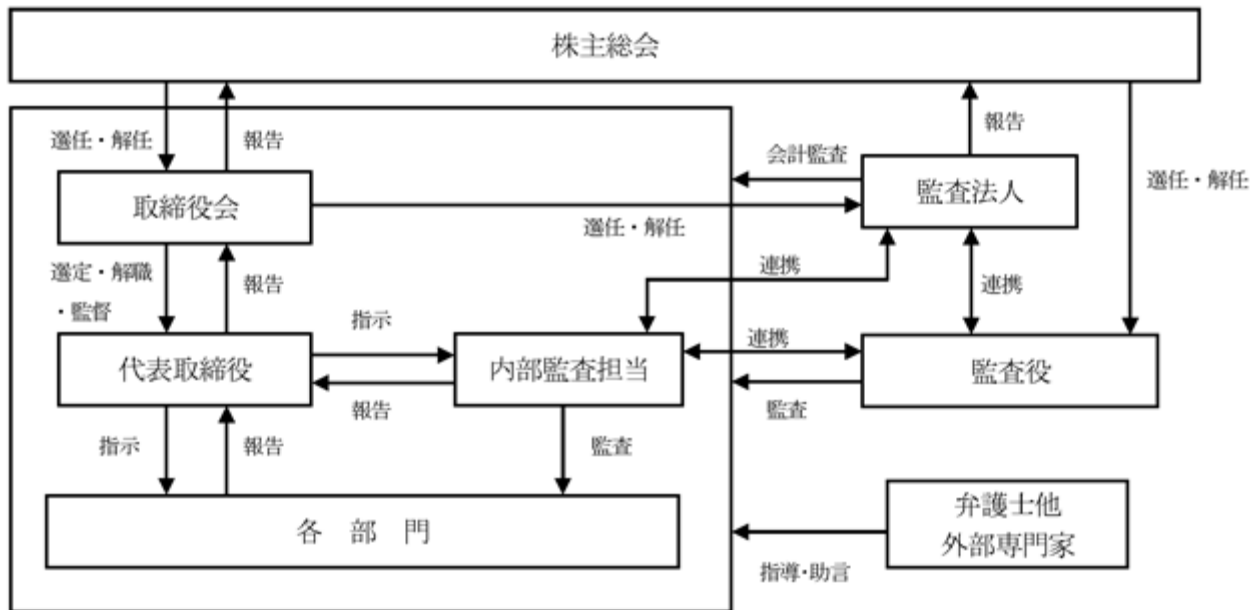 株主総会
選任・解任
報告
報告
会計監査
監査法人
選任・解任
取締役会
選任・解任
選定・解職
・監督
報告
連携
連携
指示
連携
代表取締役
内部監査担当
監査役
報告
監査
指示
報告
監査
各 部 門
弁護士他
外部専門家
指導・助言